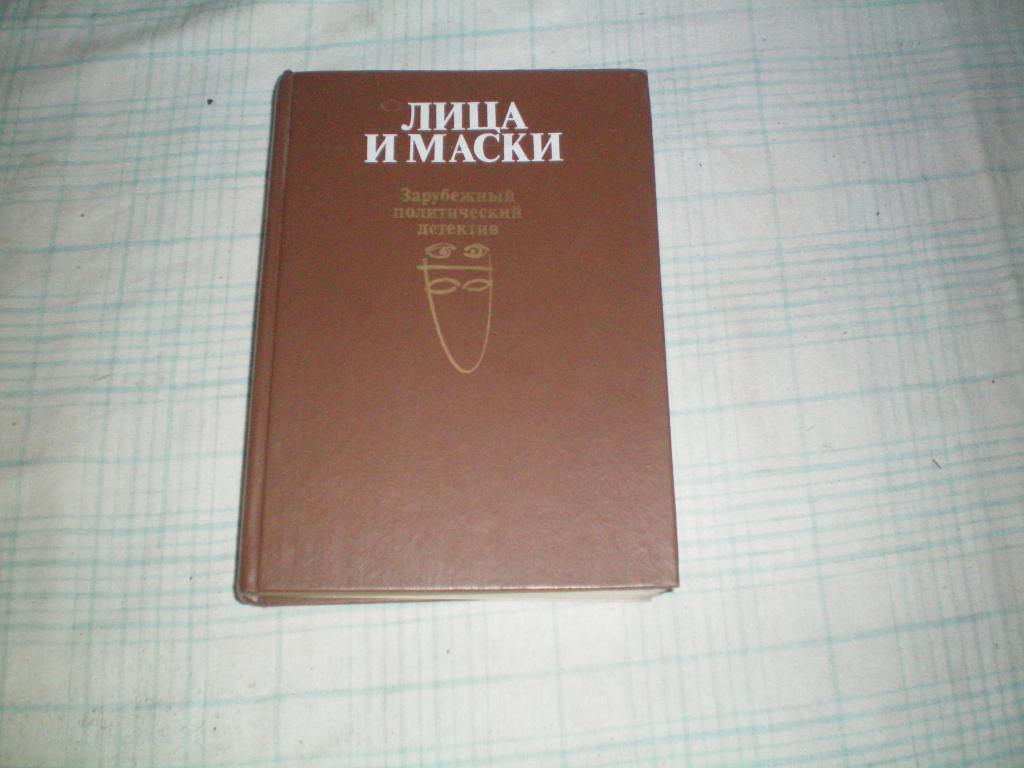 ЛИЦА
И МАСКИ
Зарубежный
политический
детектив